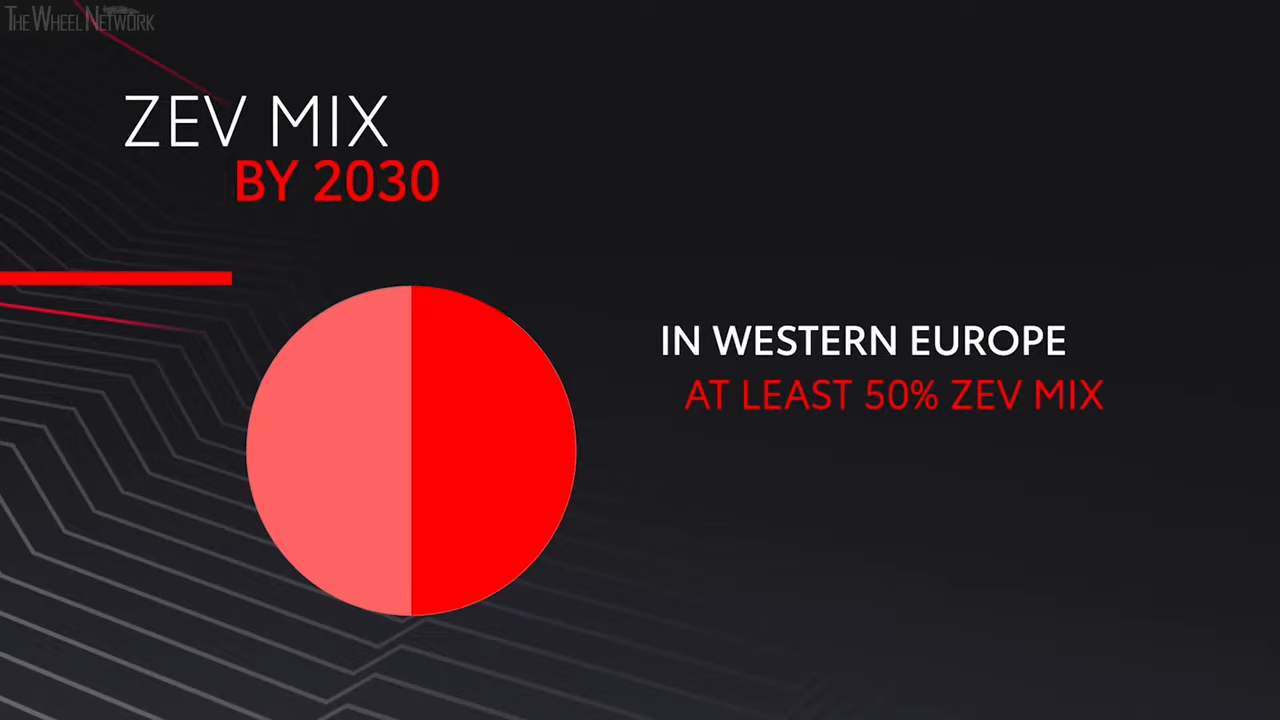 THE WHEEL NETWORK
ZEV MIX
BY 2030
IN WESTERN EUROPE
AT LEAST 50% ZEV MIX